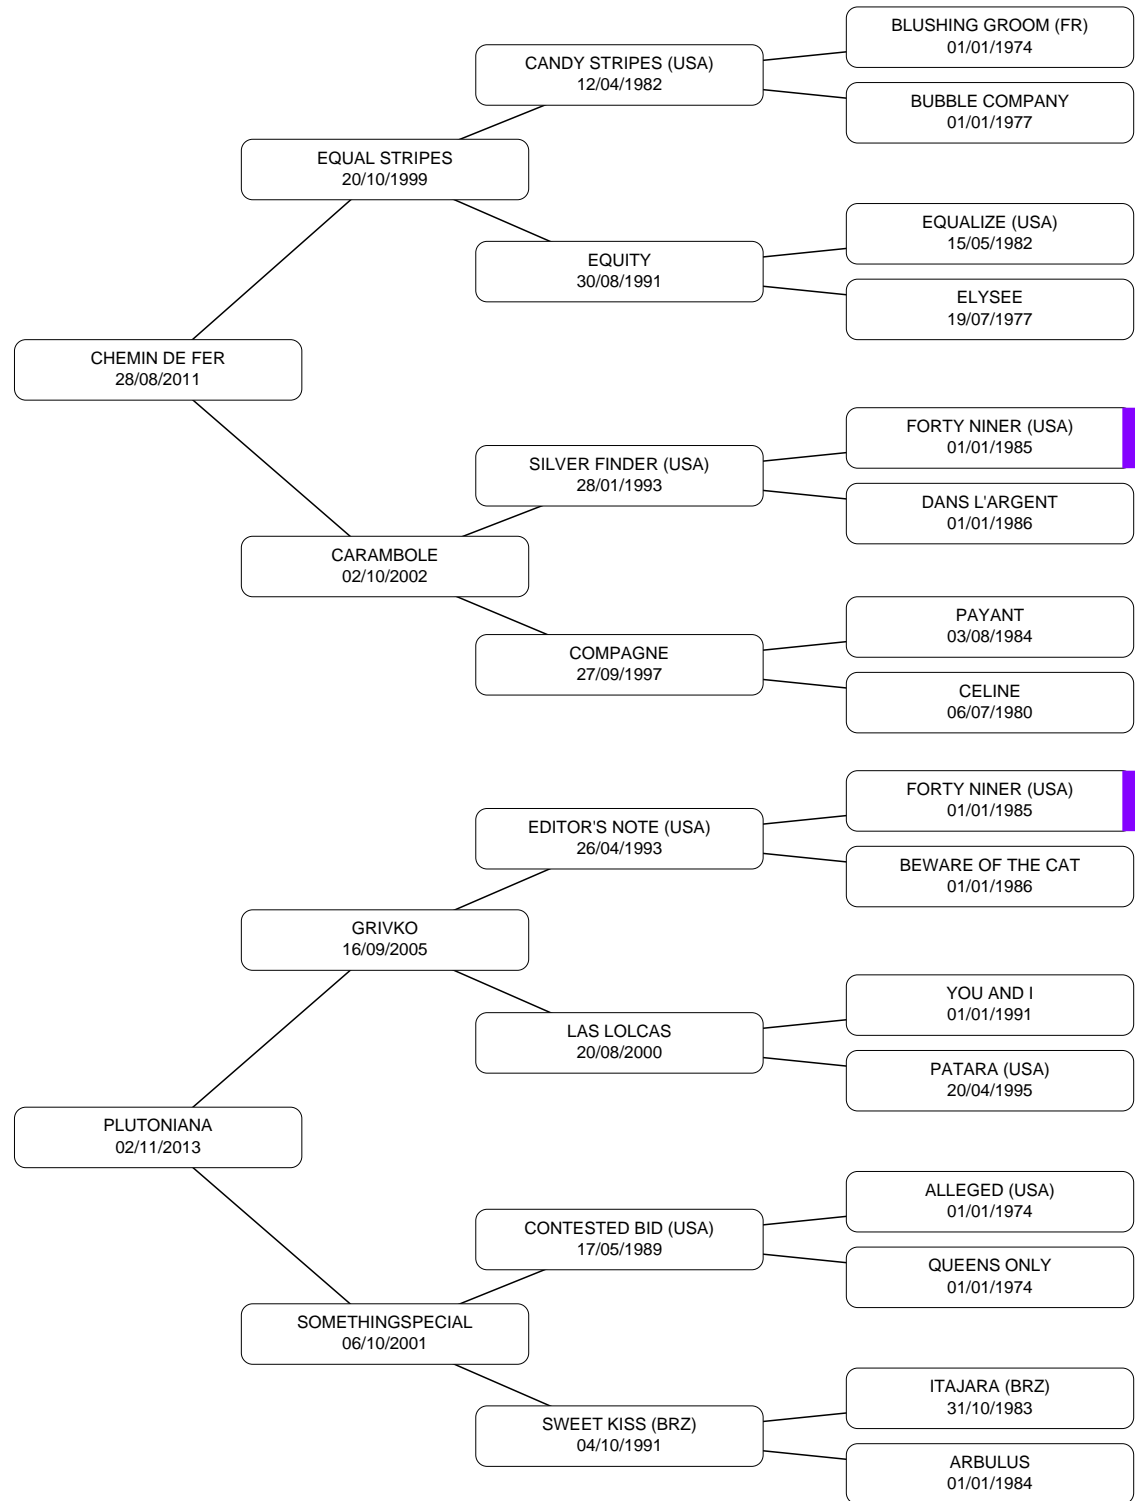 BLUSHING GROOM (FR)
01/01/1974
CANDY STRIPES (USA)
12/04/1982
BUBBLE COMPANY
01/01/1977
EQUAL STRIPES
20/10/1999
EQUALIZE (USA)
15/05/1982
EQUITY
30/08/1991
ELYSEE
19/07/1977
CHEMIN DE FER
28/08/2011
FORTY NINER (USA)
01/01/1985
SILVER FINDER (USA)
28/01/1993
DANS L'ARGENT
01/01/1986
CARAMBOLE
02/10/2002
PAYANT
03/08/1984
COMPAGNE
27/09/1997
CELINE
06/07/1980
FORTY NINER (USA)
01/01/1985
EDITOR'S NOTE (USA)
26/04/1993
BEWARE OF THE CAT
01/01/1986
GRIVKO
16/09/2005
YOU AND I
01/01/1991
LAS LOLCAS
20/08/2000
PATARA (USA)
20/04/1995
PLUTONIANA
02/11/2013
ALLEGED (USA)
01/01/1974
CONTESTED BID (USA)
17/05/1989
QUEENS ONLY
01/01/1974
SOMETHINGSPECIAL
06/10/2001
ITAJARA (BRZ)
31/10/1983
SWEET KISS (BRZ)
04/10/1991
ARBULUS
01/01/1984